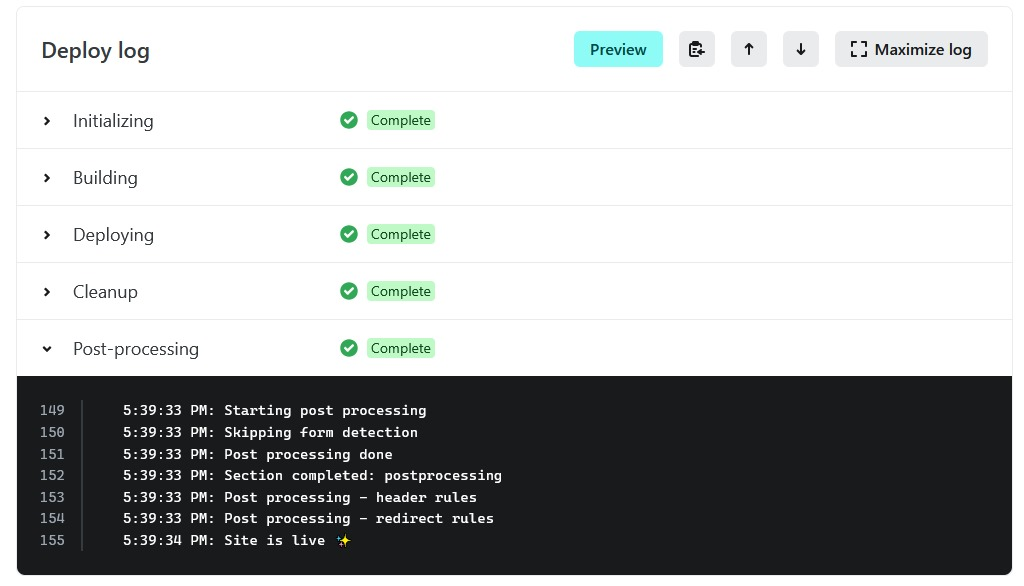 Deploy log
Preview
Maximize log
Initializing Complete
Building Complete
Deploying Complete
Cleanup Complete
Post-processing Complete
149 5:39:33 PM: Starting post processing
150 5:39:33 PM: Skipping form detection
151 5:39:33 PM: Post processing done
152 5:39:33 PM: Section completed: postprocessing
153 5:39:33 PM: Post processing - header rules
154 5:39:33 PM: Post processing - redirect rules
155 5:39:34 PM: Site is live ✨